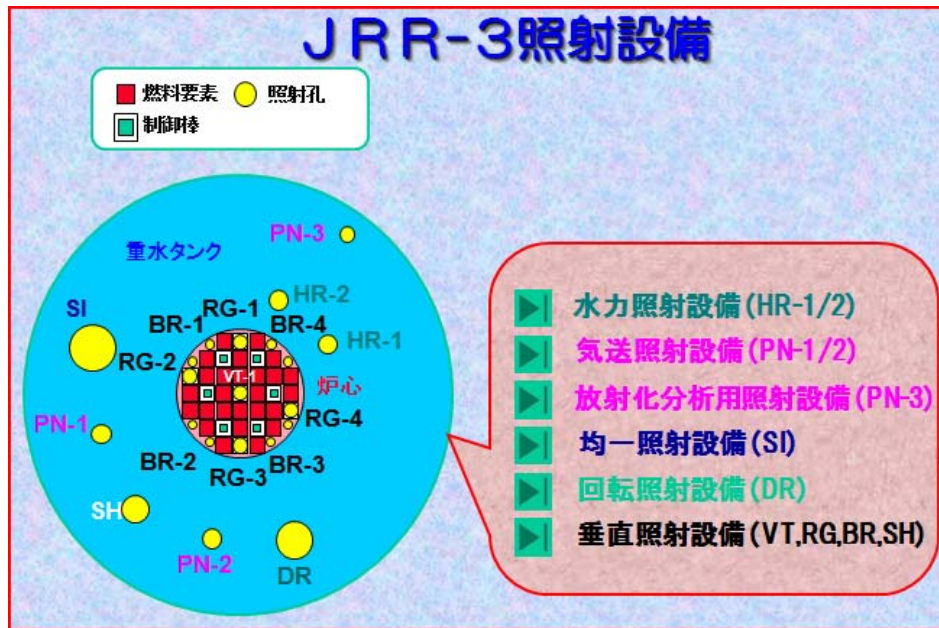 JRR-3照射設備
燃料要素 照射孔
制御棒
PN-3
重水タンク
HR-2
SI
RG-1
BR-1
BR-4
HR-1
RG-2
VT-1
炉心
RG-4
PN-1
BR-2
BR-3
RG-3
SH
PN-2
DR
水力照射設備(HR-1/2)
気送照射設備(PN-1/2)
放射化分析用照射設備(PN-3)
均一照射設備(SI)
回転照射設備(DR)
垂直照射設備(VT,RG,BR,SH)